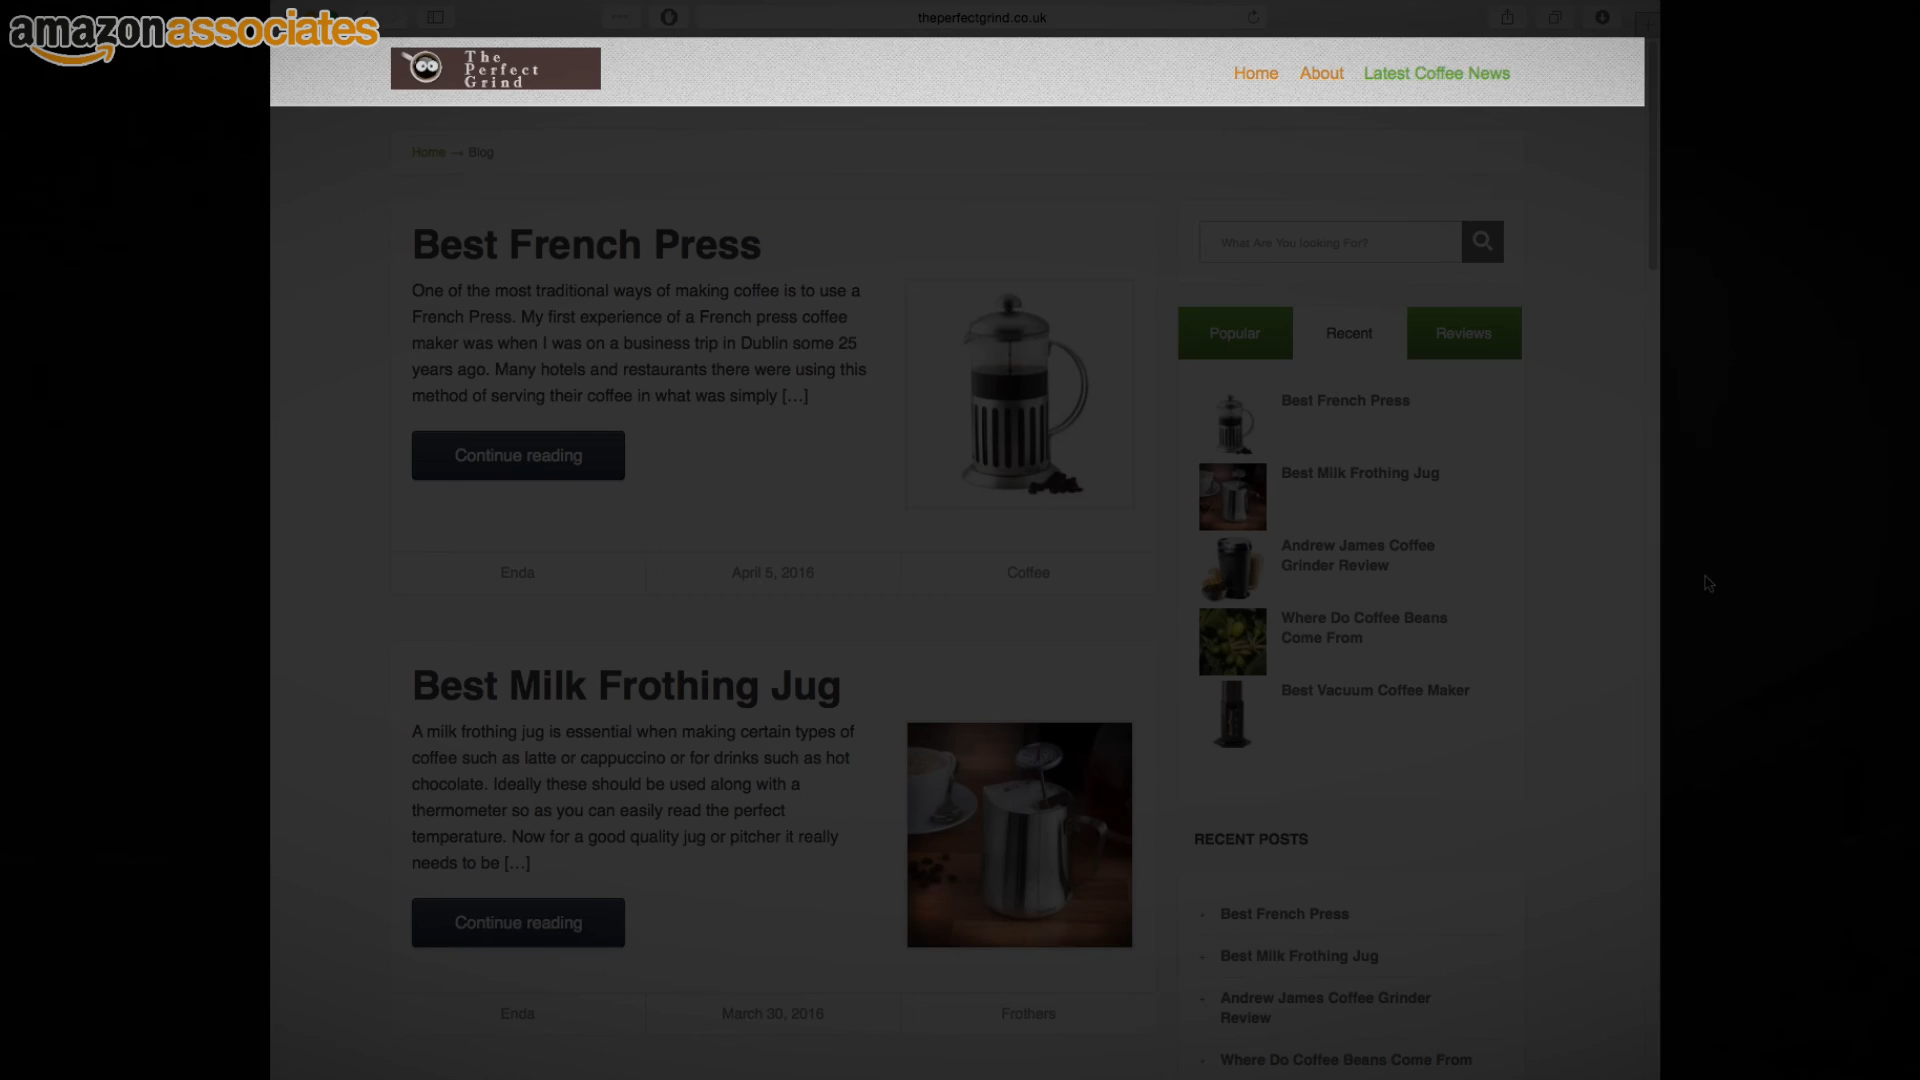 amazonassociates
theperfectgrind.co.uk
The
Perfect
Grind
Home About Latest Coffee News
Home → Blog
Best French Press
One of the most traditional ways of making coffee is to use a
French Press. My first experience of a French press coffee
maker was when I was on a business trip in Dublin some 25
years ago. Many hotels and restaurants there were using this
method of serving their coffee in what was simply [...]
Continue reading
Enda
April 5, 2016
Coffee
Best Milk Frothing Jug
A milk frothing jug is essential when making certain types of
coffee such as latte or cappuccino or for drinks such as hot
chocolate. Ideally these should be used along with a
thermometer so as you can easily read the perfect
temperature. Now for a good quality jug or pitcher it really
needs to be [...]
Continue reading
Enda
March 30, 2016
Frothers
What Are You looking For?
Popular
Recent
Reviews
Best French Press
Best Milk Frothing Jug
Andrew James Coffee
Grinder Review
Where Do Coffee Beans
Come From
Best Vacuum Coffee Maker
RECENT POSTS
Best French Press
Best Milk Frothing Jug
Andrew James Coffee Grinder
Review
Where Do Coffee Beans Come From